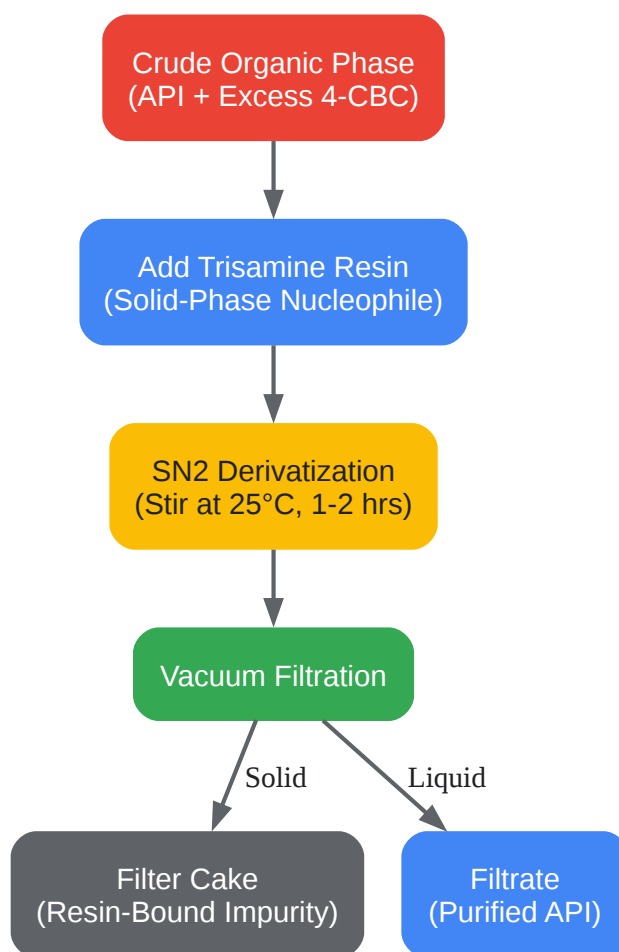 Crude Organic Phase
(API + Excess 4-CBC)
Add Trisamine Resin
(Solid-Phase Nucleophile)
SN2 Derivatization
(Stir at 25°C, 1-2 hrs)
Vacuum Filtration
Solid
Liquid
Filter Cake
(Resin-Bound Impurity)
Filtrate
(Purified API)